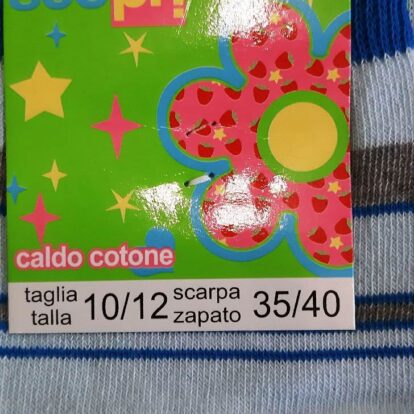 caldo cotone
taglia talla 10/12 scarpa zapato 35/40